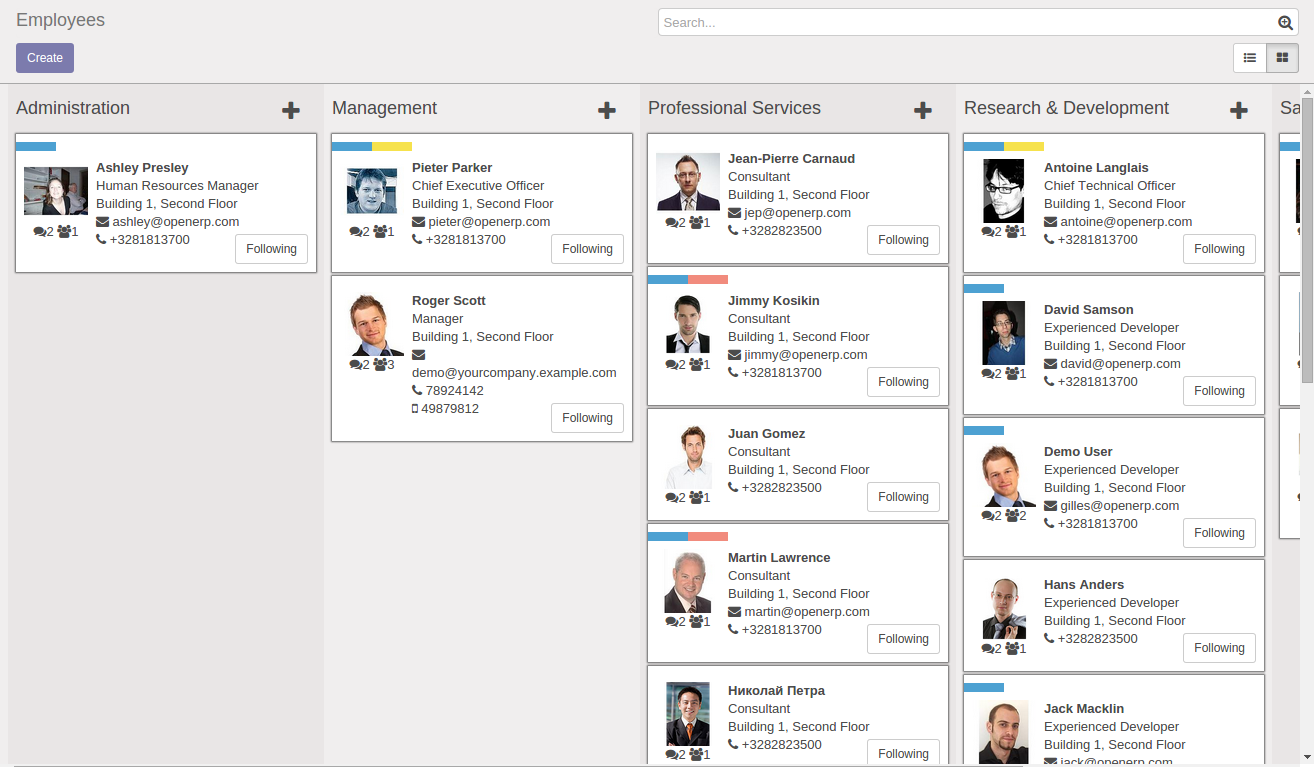 Employees
Search...
Create
Administration
Ashley Presley
Human Resources Manager
Building 1, Second Floor
ashley@openerp.com
2 1
+3281813700
Following
Management
Pieter Parker
Chief Executive Officer
Building 1, Second Floor
pieter@openerp.com
2 1
+3281813700
Following
Roger Scott
Manager
Building 1, Second Floor
2 3
demo@yourcompany.example.com
78924142
49879812
Following
Professional Services
Jean-Pierre Carnaud
Consultant
Building 1, Second Floor
jep@openerp.com
2 1
+3282823500
Following
Jimmy Kosikin
Consultant
Building 1, Second Floor
jimmy@openerp.com
2 1
+3281813700
Following
Juan Gomez
Consultant
Building 1, Second Floor
+3282823500
2 1
Following
Martin Lawrence
Consultant
Building 1, Second Floor
martin@openerp.com
2 1
+3281813700
Following
Николай Петра
Consultant
Building 1, Second Floor
+3282823500
2 1
Following
Research & Development
Antoine Langlais
Chief Technical Officer
Building 1, Second Floor
antoine@openerp.com
2 1
+3281813700
Following
David Samson
Experienced Developer
Building 1, Second Floor
david@openerp.com
2 1
+3281813700
Following
Demo User
Experienced Developer
Building 1, Second Floor
gilles@openerp.com
2 2
+3281813700
Following
Hans Anders
Experienced Developer
Building 1, Second Floor
+3282823500
2 1
Following
Jack Macklin
Experienced Developer
Building 1, Second Floor
jack@openerp.com
Sa